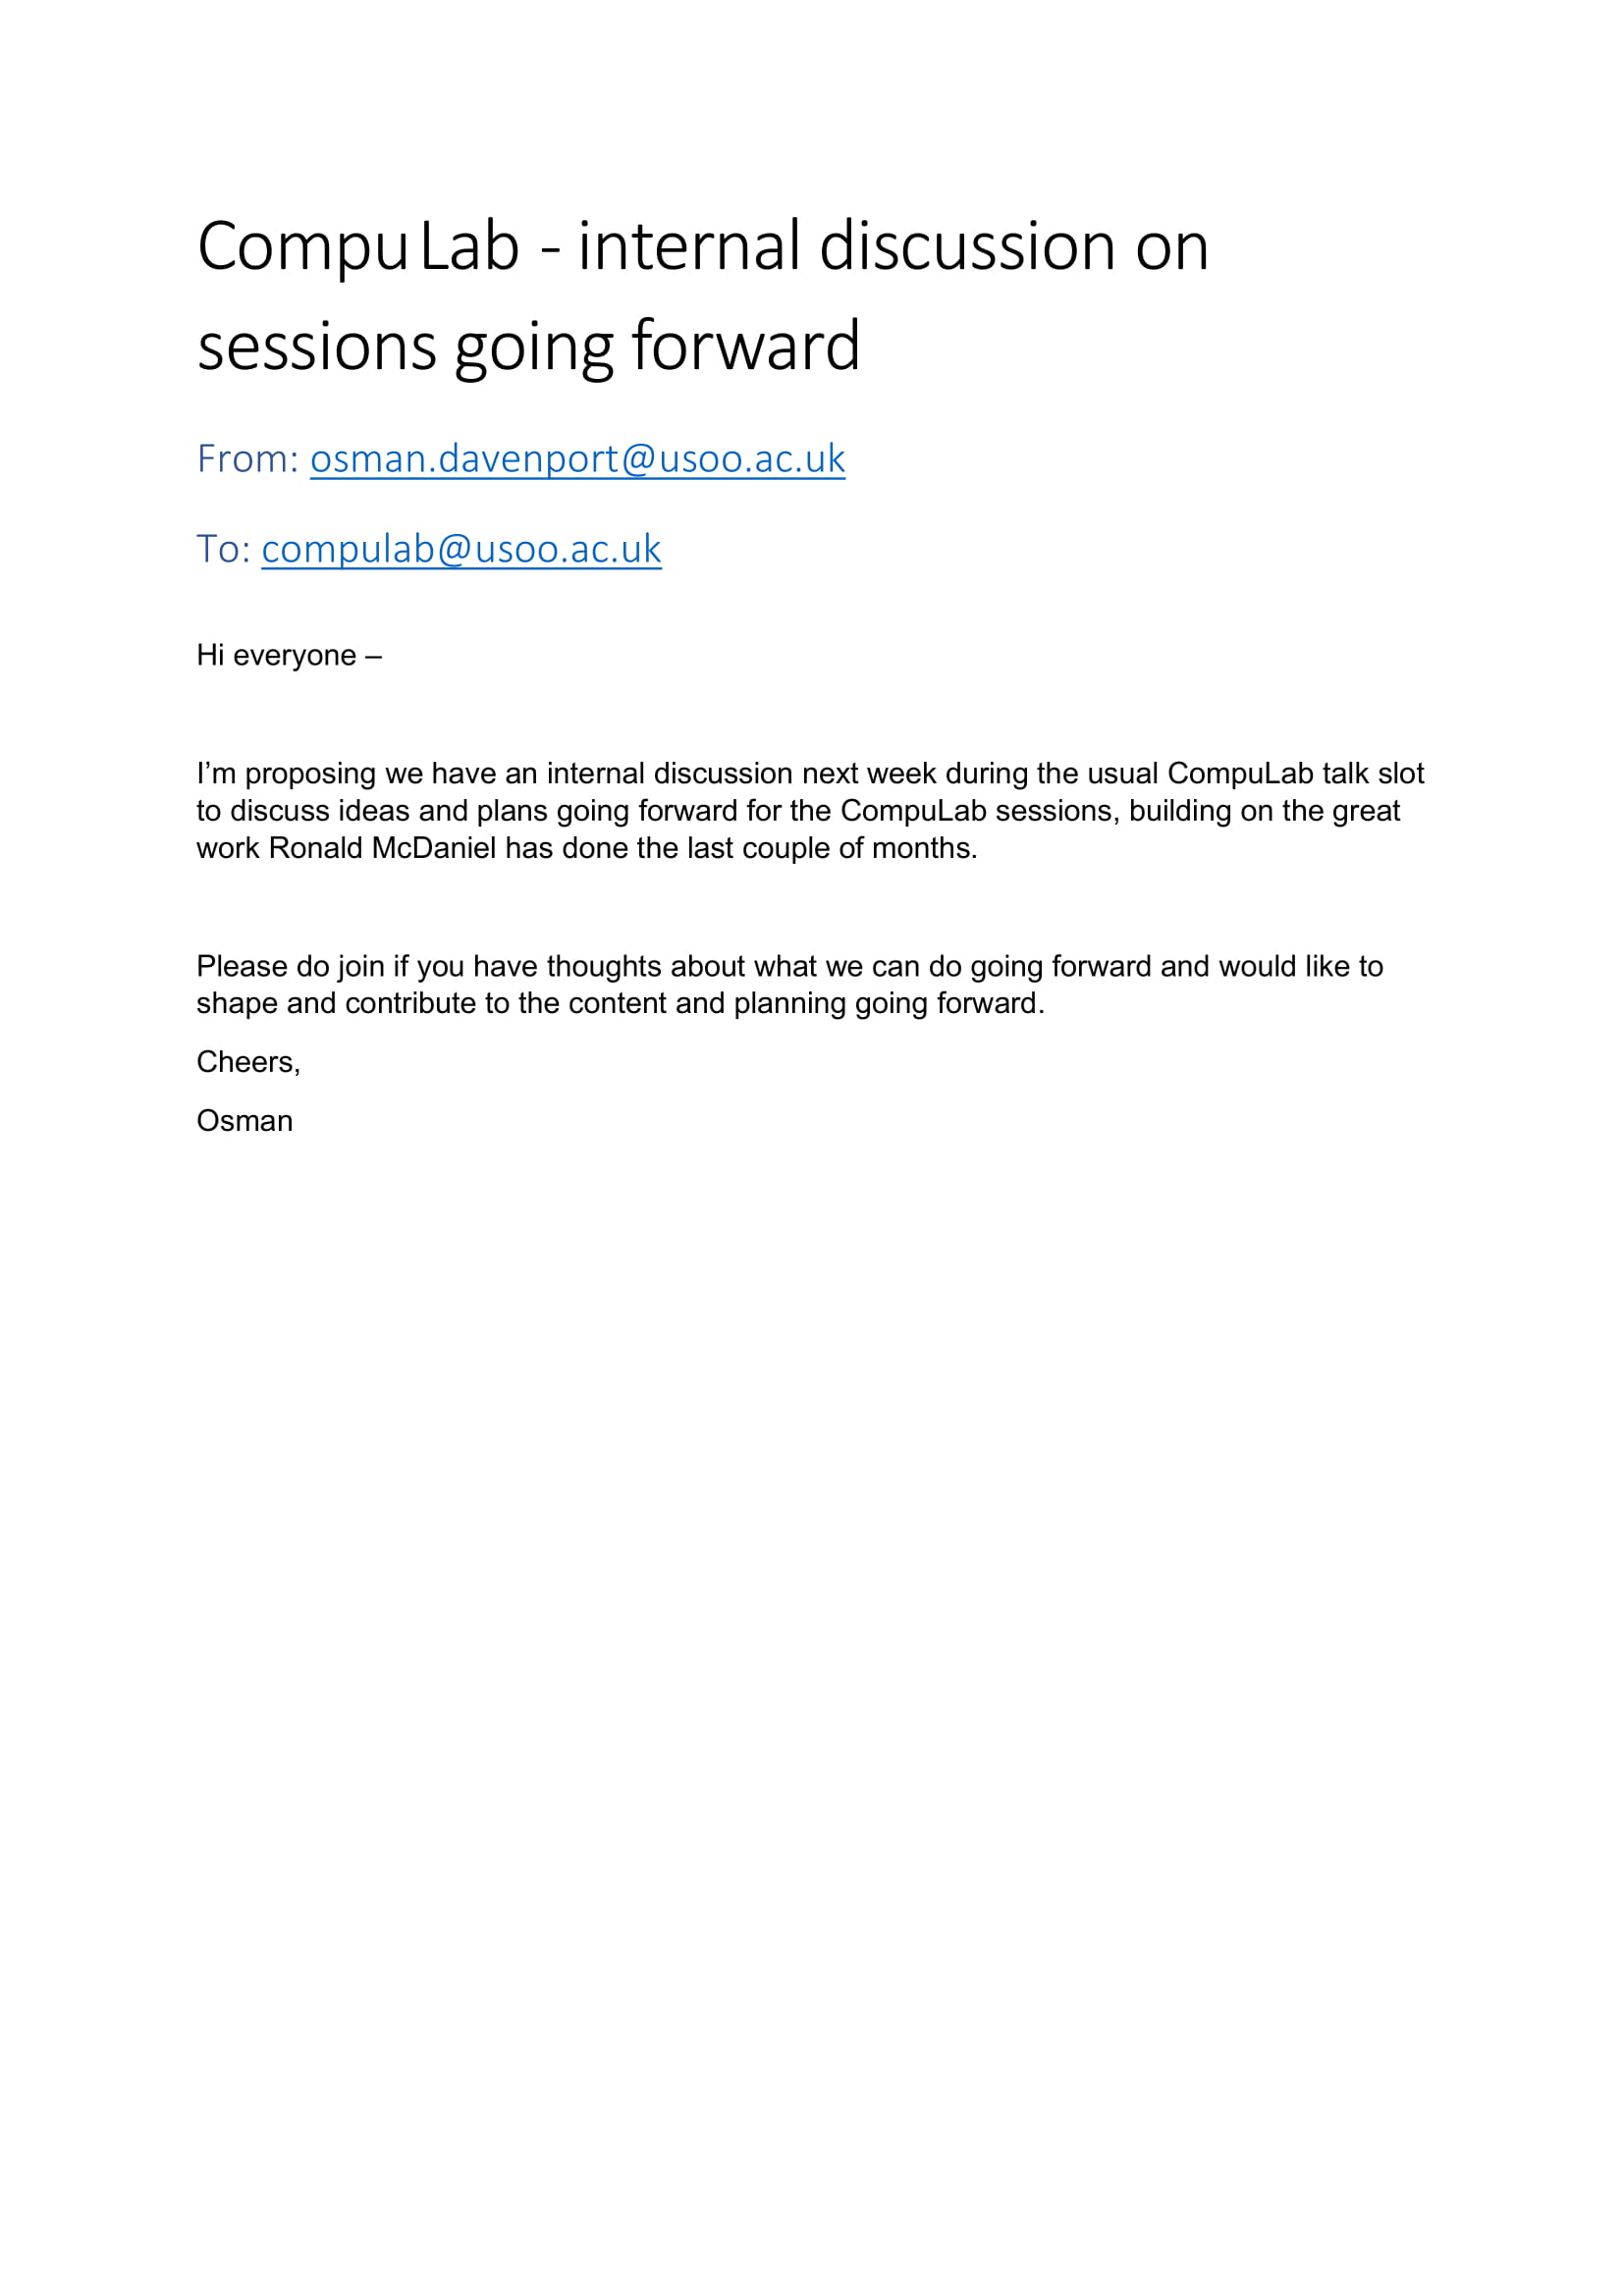 CompuLab - internal discussion on
sessions going forward
From: osman.davenport@usoo.ac.uk
To: compulab@usoo.ac.uk
Hi everyone –
I’m proposing we have an internal discussion next week during the usual CompuLab talk slot
to discuss ideas and plans going forward for the CompuLab sessions, building on the great
work Ronald McDaniel has done the last couple of months.
Please do join if you have thoughts about what we can do going forward and would like to
shape and contribute to the content and planning going forward.
Cheers,
Osman